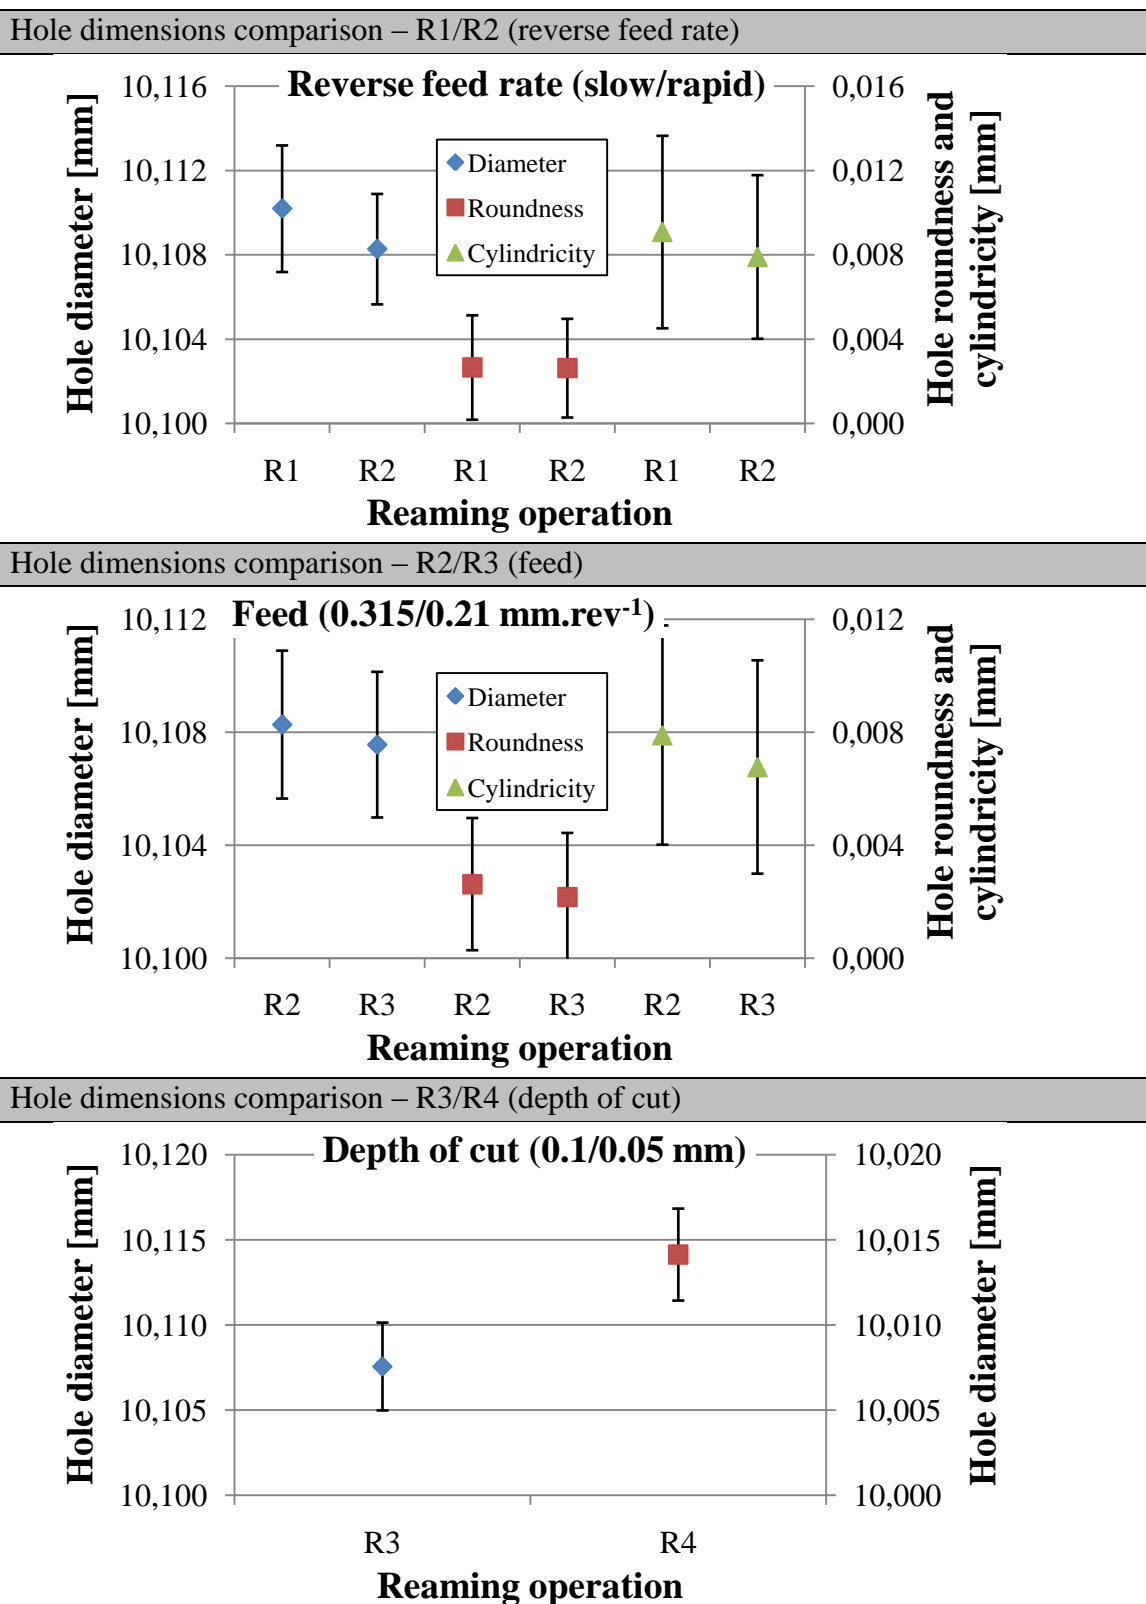 Hole dimensions comparison – R1/R2 (reverse feed rate)
Reverse feed rate (slow/rapid)
Hole diameter [mm]
10,116
10,112
10,108
10,104
10,100
Diameter
Roundness
Cylindricity
0,016
0,012
0,008
0,004
0,000
Hole roundness and
cylindricity [mm]
R1 R2 R1 R2 R1 R2
Reaming operation
Hole dimensions comparison – R2/R3 (feed)
Feed (0.315/0.21 mm.rev⁻¹)
Hole diameter [mm]
10,112
10,108
10,104
10,100
Diameter
Roundness
Cylindricity
0,012
0,008
0,004
0,000
Hole roundness and
cylindricity [mm]
R2 R3 R2 R3 R2 R3
Reaming operation
Hole dimensions comparison – R3/R4 (depth of cut)
Depth of cut (0.1/0.05 mm)
Hole diameter [mm]
10,120
10,115
10,110
10,105
10,100
10,020
10,015
10,010
10,005
10,000
Hole diameter [mm]
R3 R4
Reaming operation